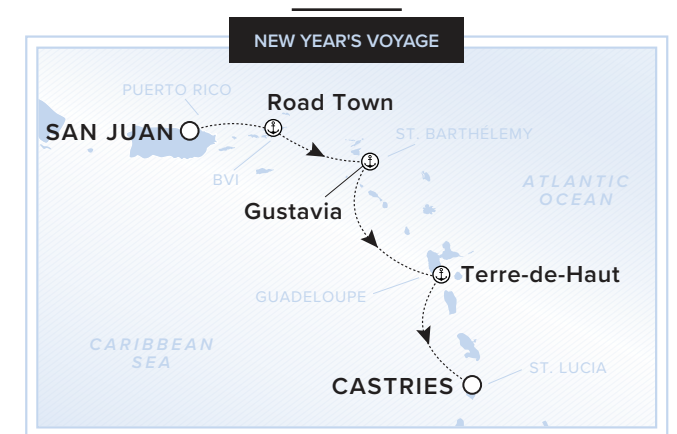 NEW YEAR'S VOYAGE
PUERTO RICO
Road Town
SAN JUAN
ST. BARTHÉLEMY
BVI
ATLANTIC
OCEAN
Gustavia
Terre-de-Haut
GUADELOUPE
CARIBBEAN
SEA
ST. LUCIA
CASTRIES